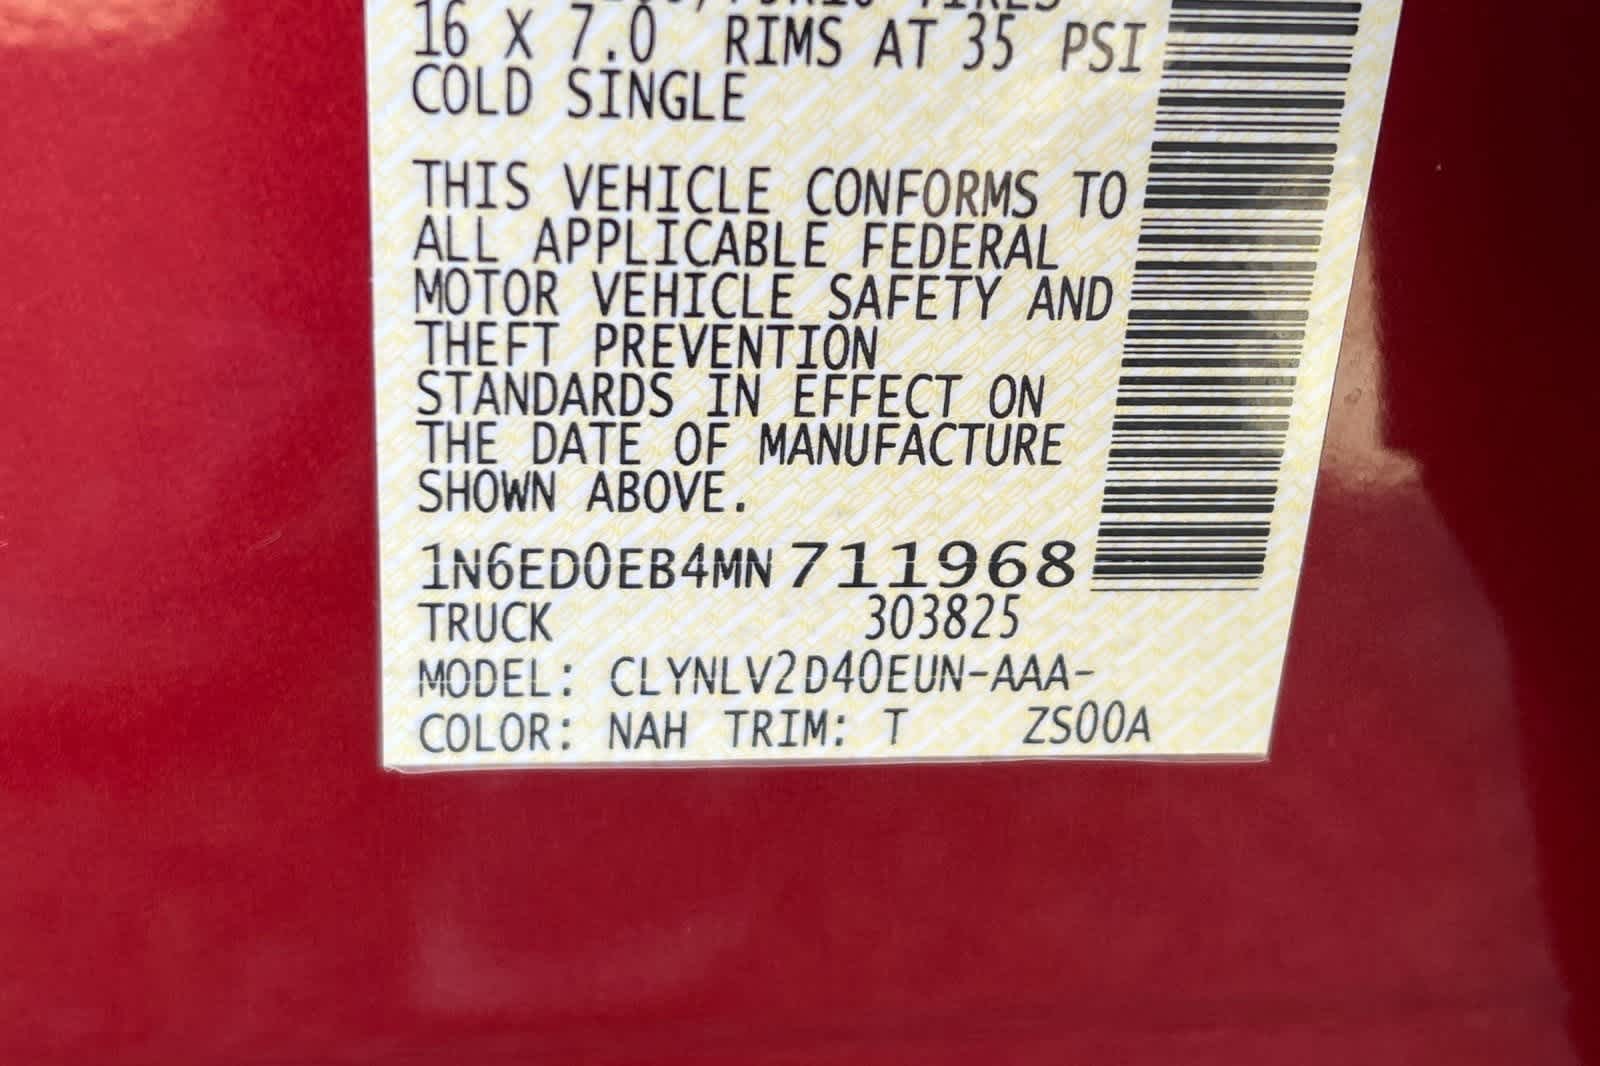 16 X 7.0 RIMS AT 35 PSI
COLD SINGLE
THIS VEHICLE CONFORMS TO
ALL APPLICABLE FEDERAL
MOTOR VEHICLE SAFETY AND
THEFT PREVENTION
STANDARDS IN EFFECT ON
THE DATE OF MANUFACTURE
SHOWN ABOVE.
1N6ED0EB4MN711968
TRUCK 303825
MODEL: CLYNLV2D40EUN-AAA-
COLOR: NAH TRIM: T ZS00A